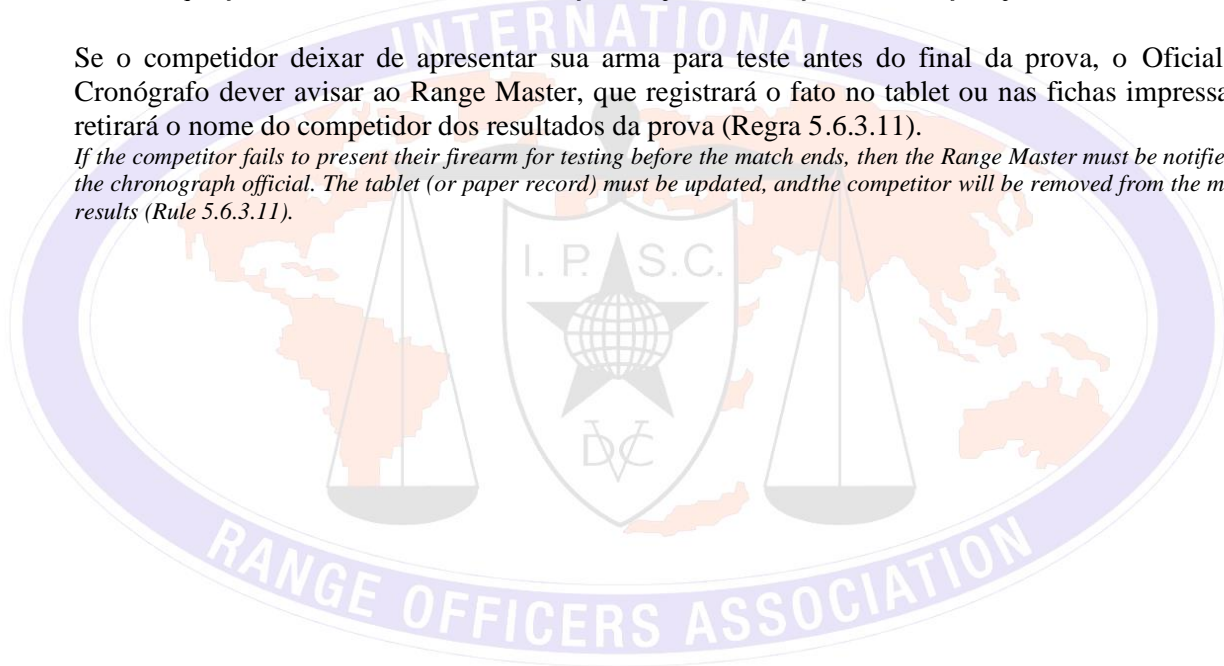 INTERNATIONAL
Se o competidor deixar de apresentar sua arma para teste antes do final da prova, o Oficial
Cronógrafo dever avisar ao Range Master, que registrará o fato no tablet ou nas fichas impressa
retirará o nome do competidor dos resultados da prova (Regra 5.6.3.11).
If the competitor fails to present their firearm for testing before the match ends, then the Range Master must be notifie
the chronograph official. The tablet (or paper record) must be updated, andthe competitor will be removed from the m
results (Rule 5.6.3.11).
I. P. S.C.
DVC
RANGE OFFICERS ASSOCIATION